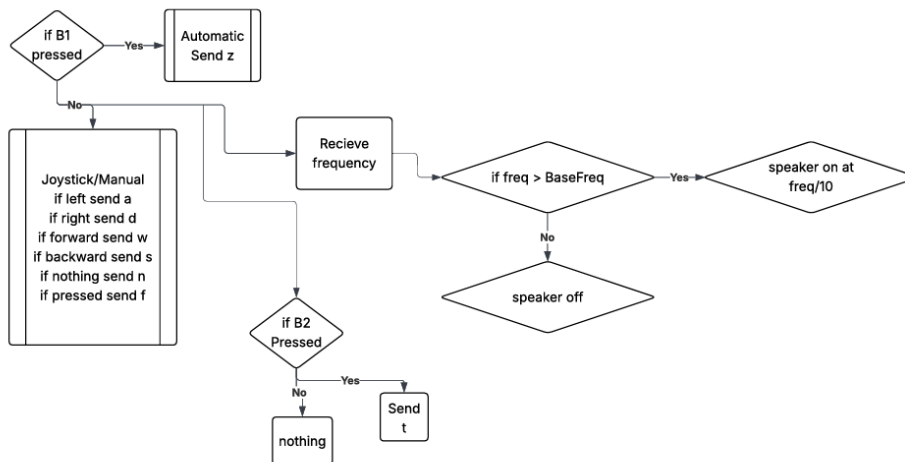 if B1
pressed
Yes
Automatic
Send z
No
Joystick/Manual
if left send a
if right send d
if forward send w
if backward send s
if nothing send n
if pressed send f
Recieve
frequency
if freq > BaseFreq
Yes
speaker on at
freq/10
No
speaker off
if B2
Pressed
Yes
Send
t
No
nothing